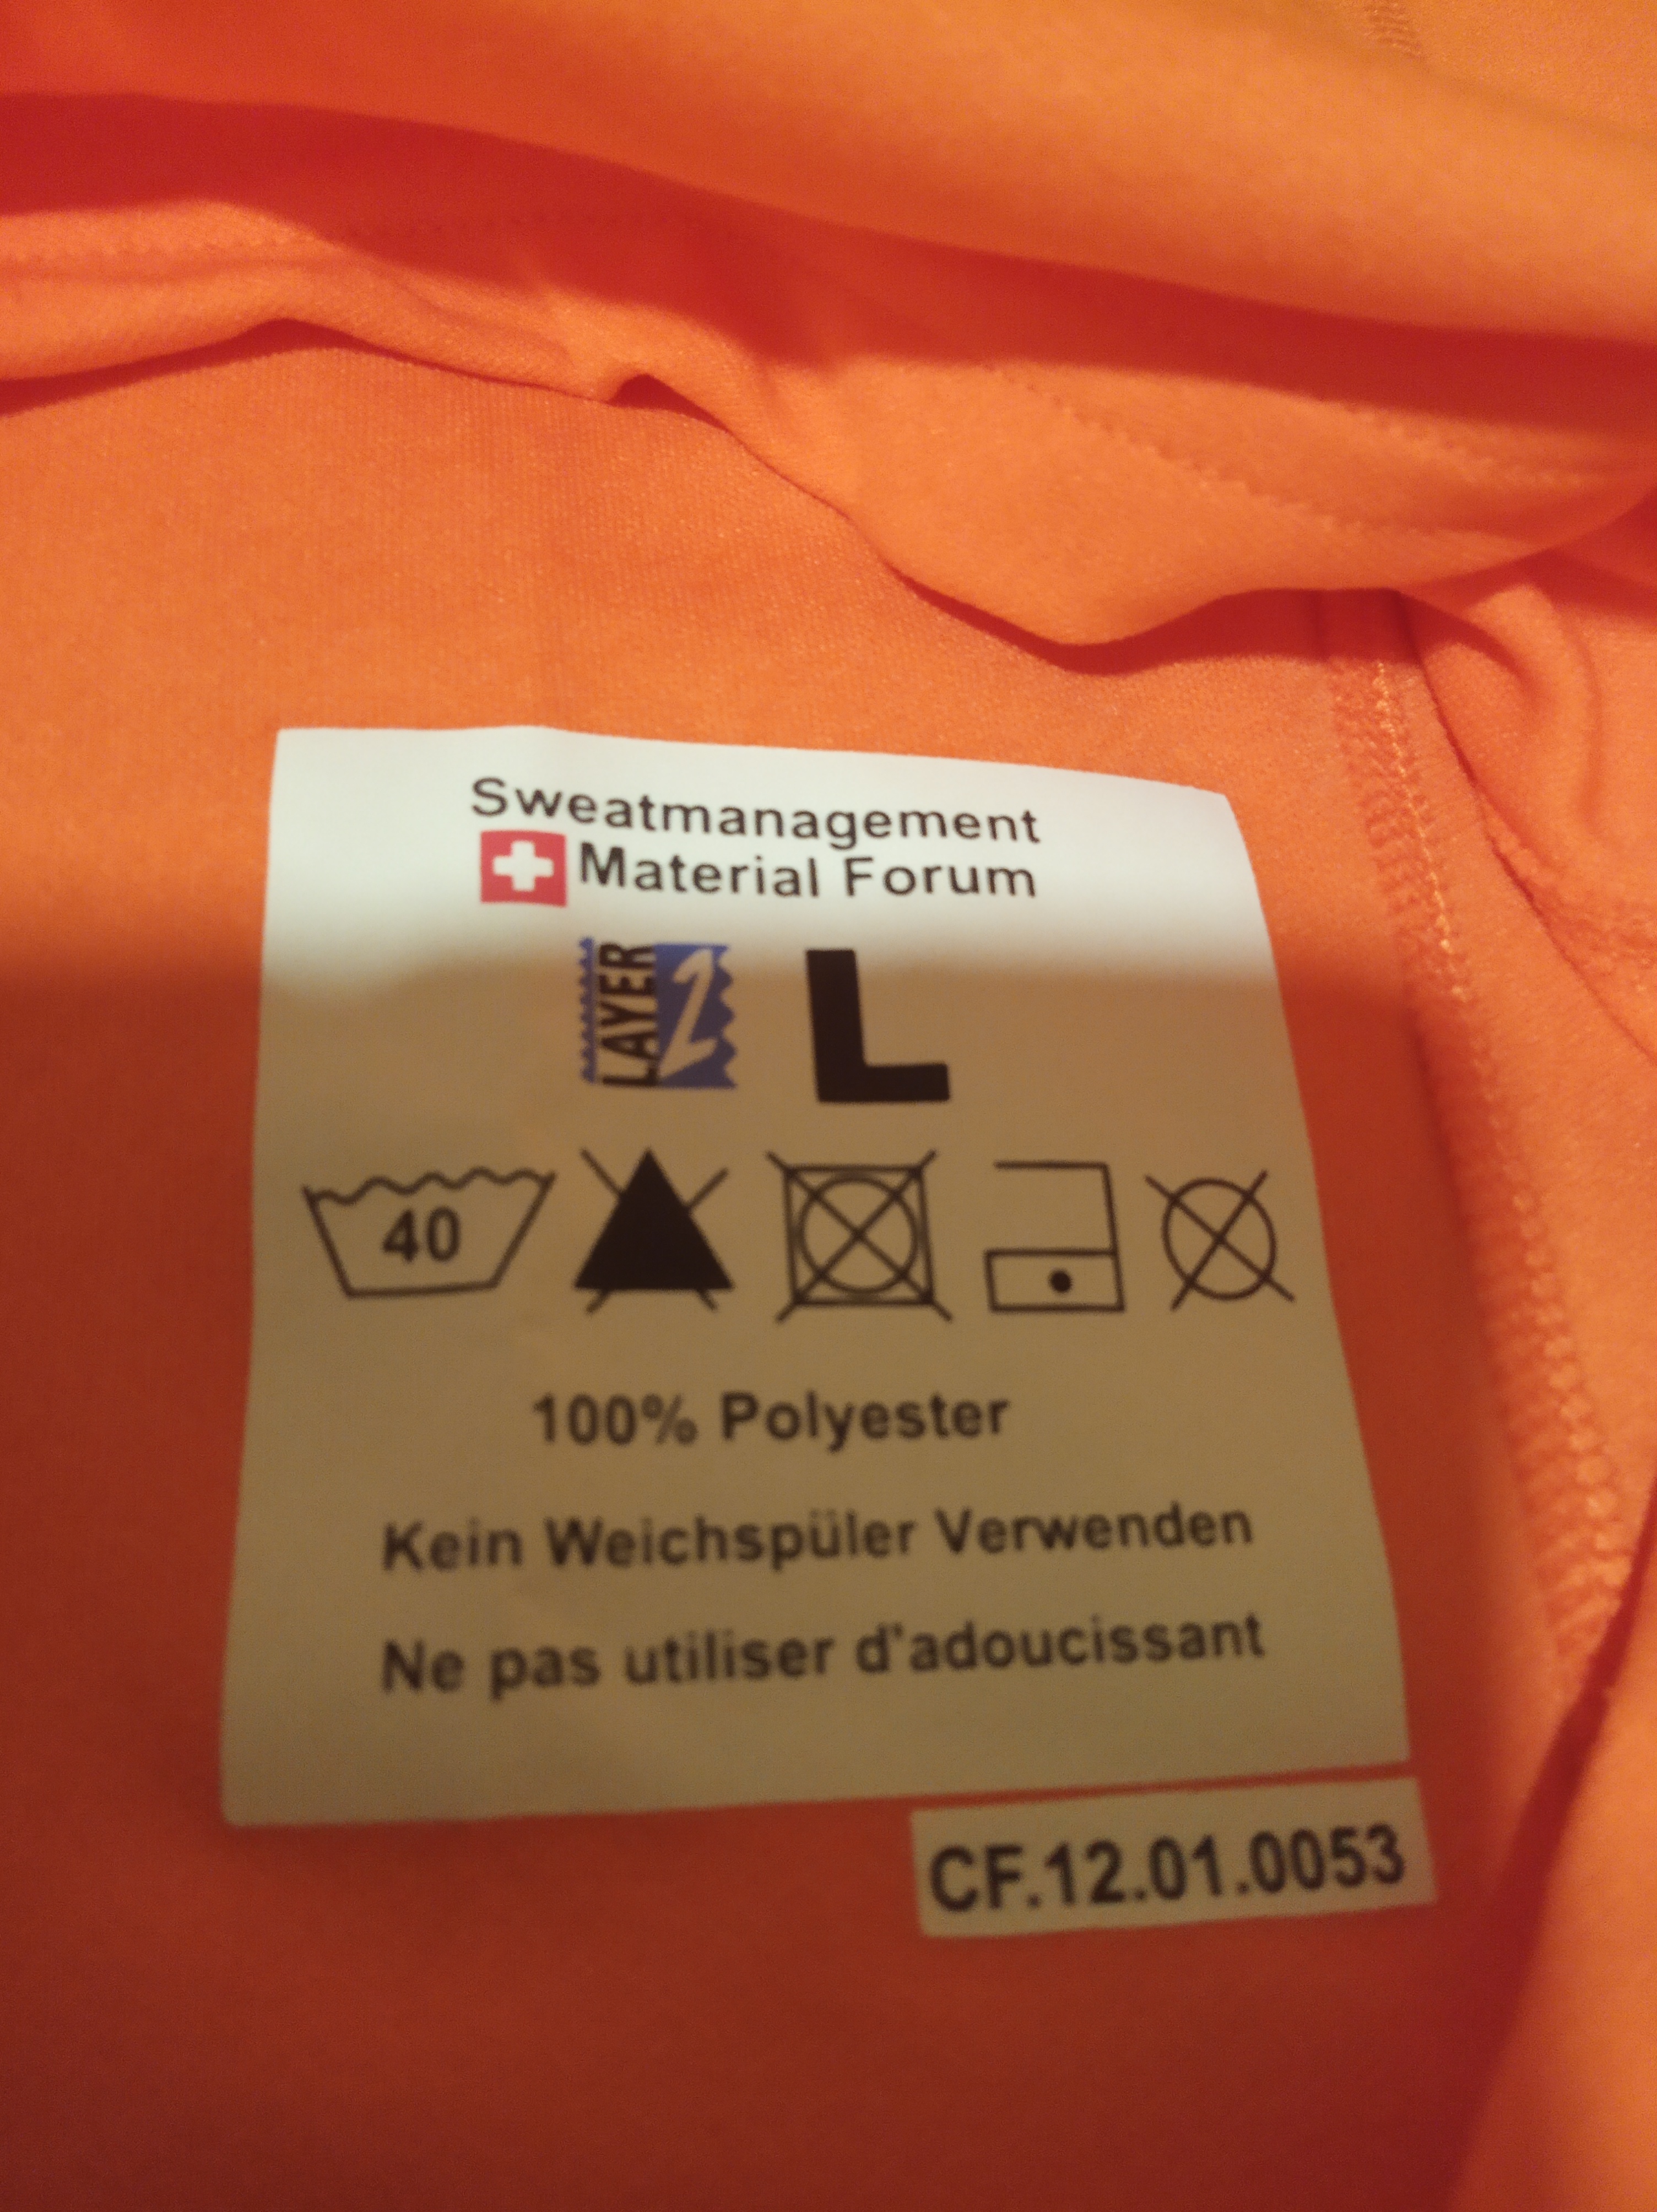 Sweatmanagement
Material Forum
LAYER 2 L
40
100% Polyester
Kein Weichspüler Verwenden
Ne pas utiliser d'adoucissant
CF.12.01.0053